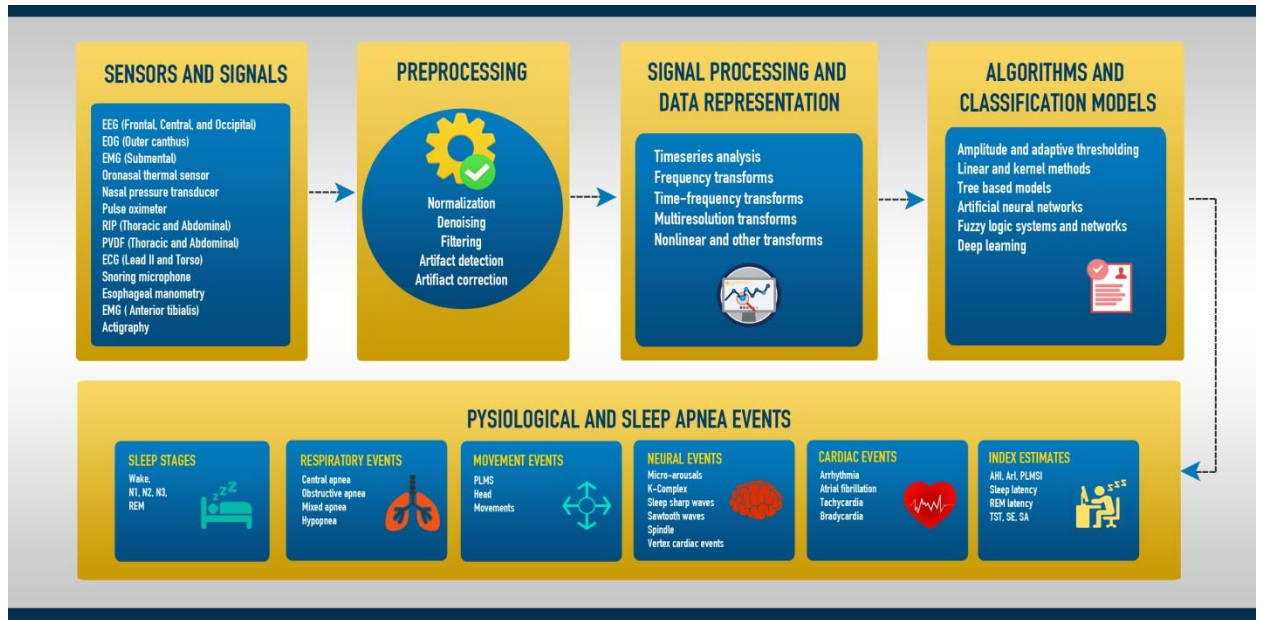 SENSORS AND SIGNALS
EEG (Frontal, Central, and Occipital)
EOG (Outer canthus)
EMG (Submental)
Oronasal thermal sensor
Nasal pressure transducer
Pulse oximeter
RIP (Thoracic and Abdominal)
PVDF (Thoracic and Abdominal)
ECG (Lead II and Torso)
Snoring microphone
Esophageal manometry
EMG ( Anterior tibialis)
Actigraphy
PREPROCESSING
Normalization
Denoising
Filtering
Artifact detection
Artifiact correction
SIGNAL PROCESSING AND
DATA REPRESENTATION
Timeseries analysis
Frequency transforms
Time-frequency transforms
Multiresolution transforms
Nonlinear and other transforms
ALGORITHMS AND
CLASSIFICATION MODELS
Amplitude and adaptive thresholding
Linear and kernel methods
Tree based models
Artificial neural networks
Fuzzy logic systems and networks
Deep learning
PYSIOLOGICAL AND SLEEP APNEA EVENTS
SLEEP STAGES
Wake,
N1, N2, N3,
REM
zzZ
RESPIRATORY EVENTS
Central apnea
Obstructive apnea
Mixed apnea
Hypopnea
MOVEMENT EVENTS
PLMS
Head
Movements
NEURAL EVENTS
Micro-arousals
K-Complex
Sleep sharp waves
Sawtooth waves
Spindle
Vertex cardiac events
CARDIAC EVENTS
Arrhythmia
Atrial fibrillation
Tachycardia
Bradycardia
INDEX ESTIMATES
AHI, ArI, PLMSI
Sleep latency
REM latency
TST, SE, SA
zzz